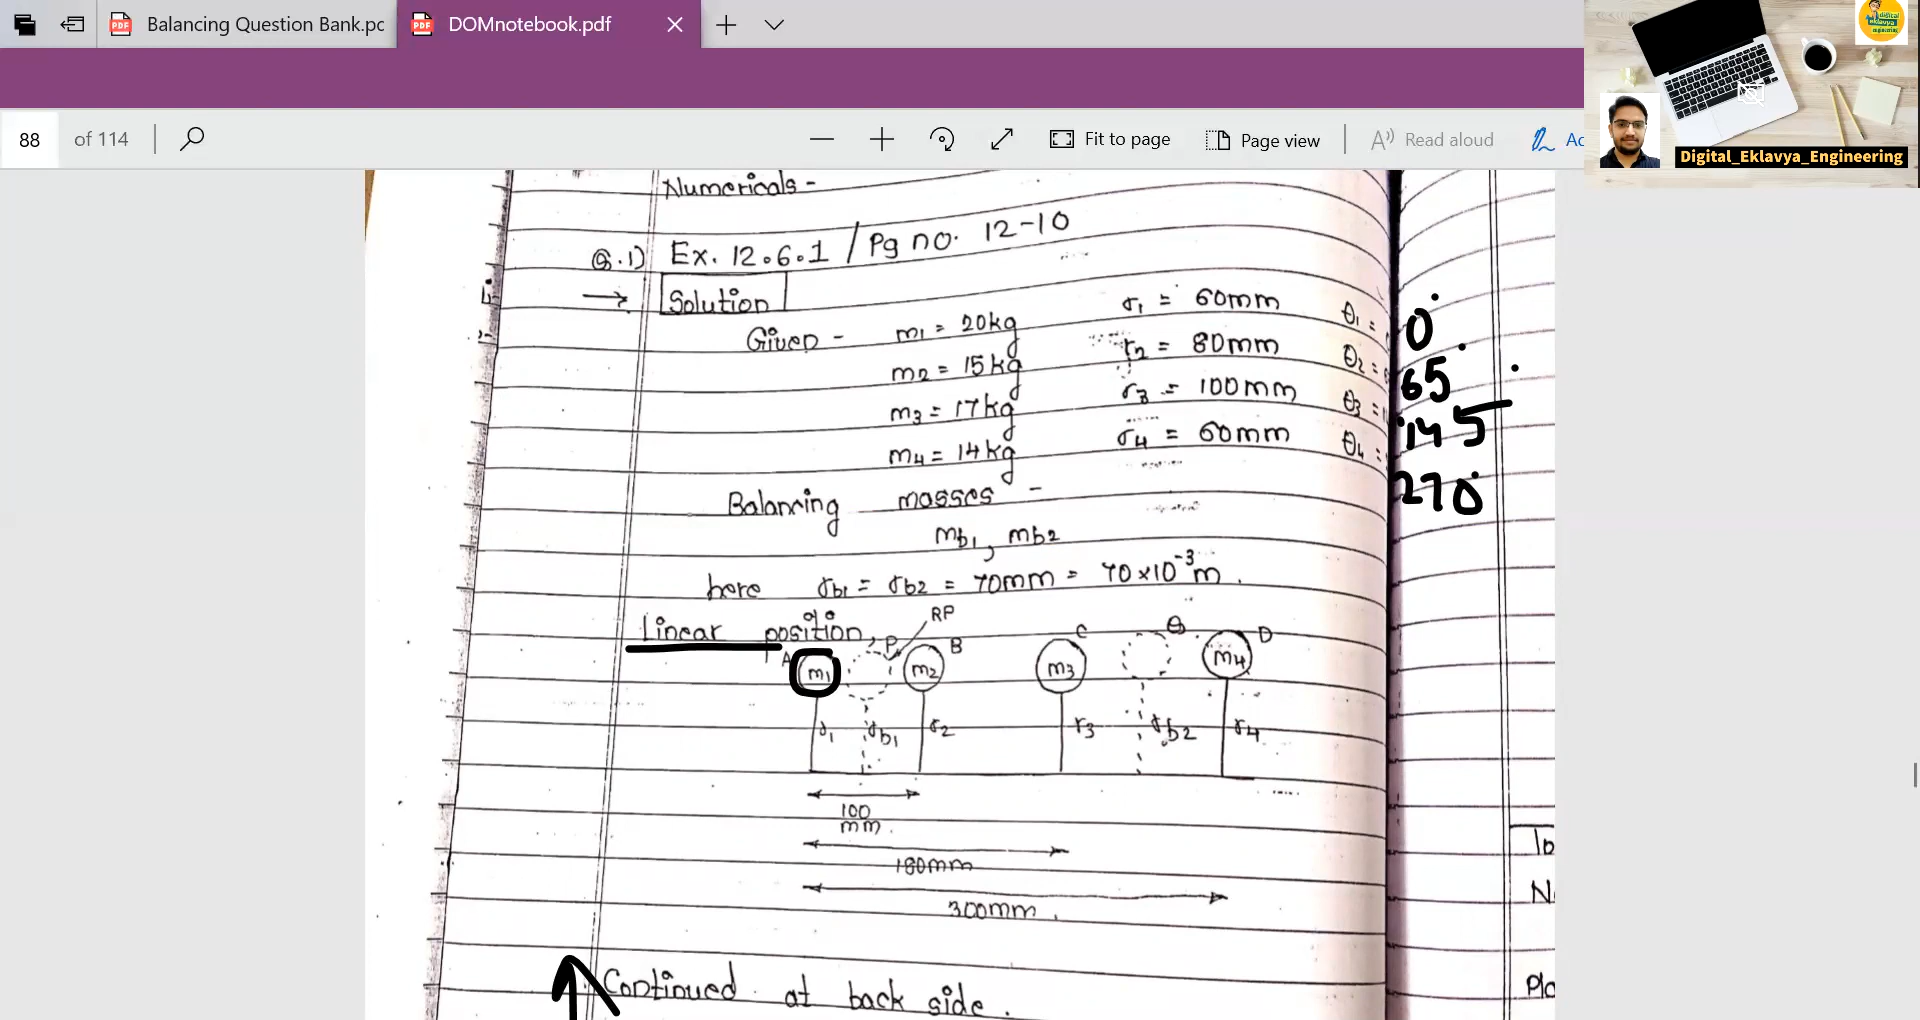 Balancing Question Bank.pc
DOMnotebook.pdf
88 of 114
Fit to page
Page view
Read aloud
Digital_Eklavya_Engineering
Numericals -
Q.1) Ex. 12.6.1 / Pg no. 12-10
→ Solution
Given - m1 = 20kg r1 = 60mm θ1 = 0°
m2 = 15kg r2 = 80mm θ2 = 65°
m3 = 17kg r3 = 100mm θ3 = 145°
m4 = 14kg r4 = 60mm θ4 = 270°
Balancing masses -
mb1, mb2
here rb1 = rb2 = 70mm = 70×10⁻³m.
Linear position,
RP
A P B C Q D
m1 m2 m3 m4
r1 rb1 r2 r3 rb2 r4
100
mm.
180mm
300mm.
Continued at back side.